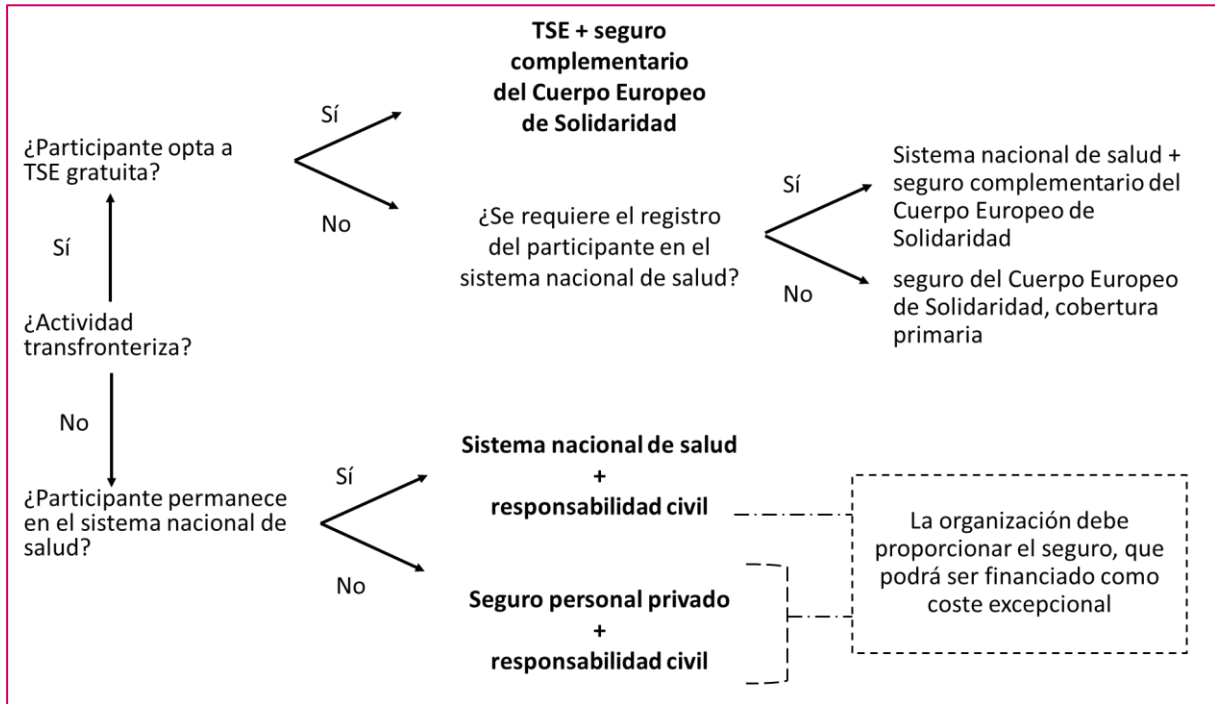 TSE + seguro
complementario
del Cuerpo Europeo
de Solidaridad
Sí
¿Participante opta a
TSE gratuita?
No
Sí
¿Se requiere el registro
del participante en el
sistema nacional de salud?
Sí
Sistema nacional de salud +
seguro complementario del
Cuerpo Europeo de
Solidaridad
No
seguro del Cuerpo Europeo
de Solidaridad, cobertura
primaria
¿Actividad
transfronteriza?
No
¿Participante permanece
en el sistema nacional de
salud?
Sí
Sistema nacional de salud
+
responsabilidad civil
No
Seguro personal privado
+
responsabilidad civil
La organización debe
proporcionar el seguro, que
podrá ser financiado como
coste excepcional